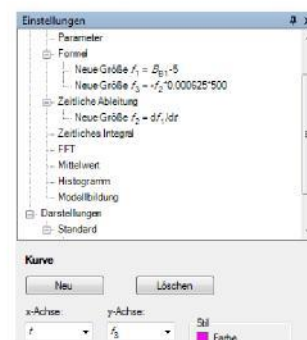 Einstellungen
Parameter
Formel
Neue Größe f₁ = B_B1-5
Neue Größe f₃ = -f₂*0.000625*500
Zeitliche Ableitung
Neue Größe f₂ = df₁/dt
Zeitliches Integral
FFT
Mittelwert
Histogramm
Modellbildung
Darstellungen
Standard
Kurve
Neu Löschen
x-Achse: y-Achse: Stil
t f₃ Farbe